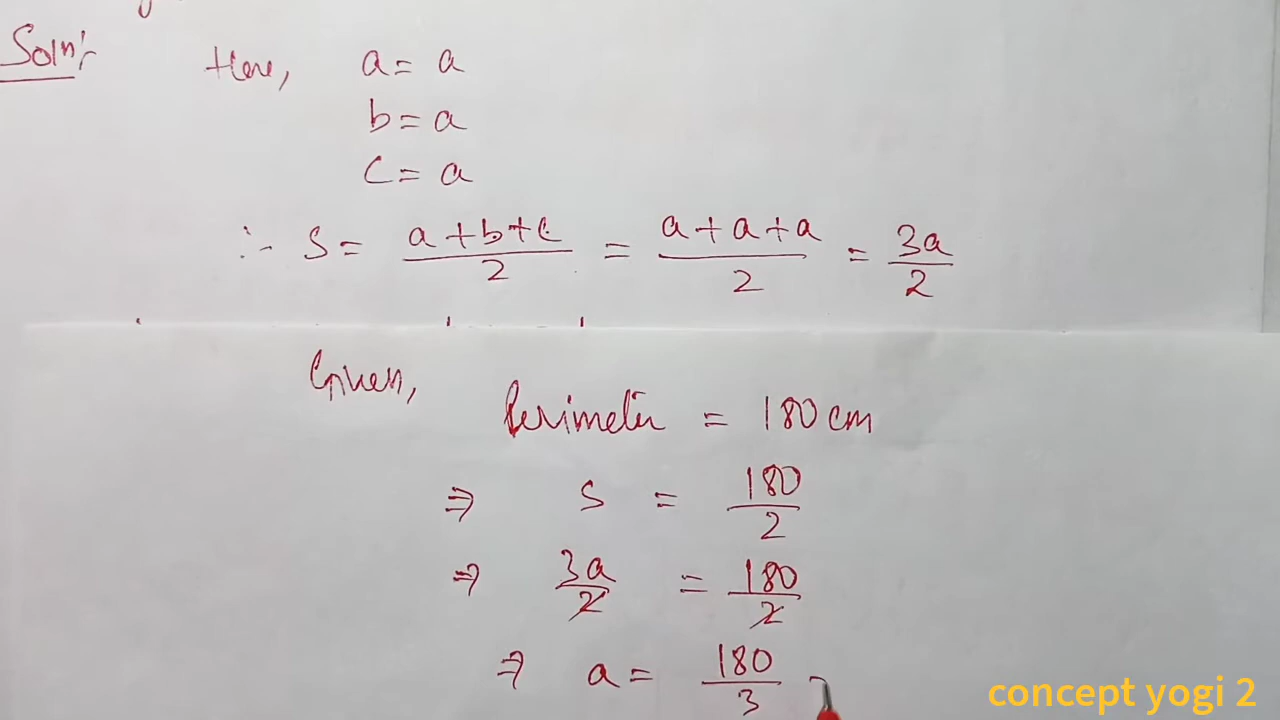 Soln:-
Here, a = a
b = a
c = a
∴- S = a+b+c/2 = a+a+a/2 = 3a/2
Given,
Perimeter = 180 cm
⇒ S = 180/2
⇒ 3a/2 = 180/2
⇒ a = 180/3
concept yogi 2